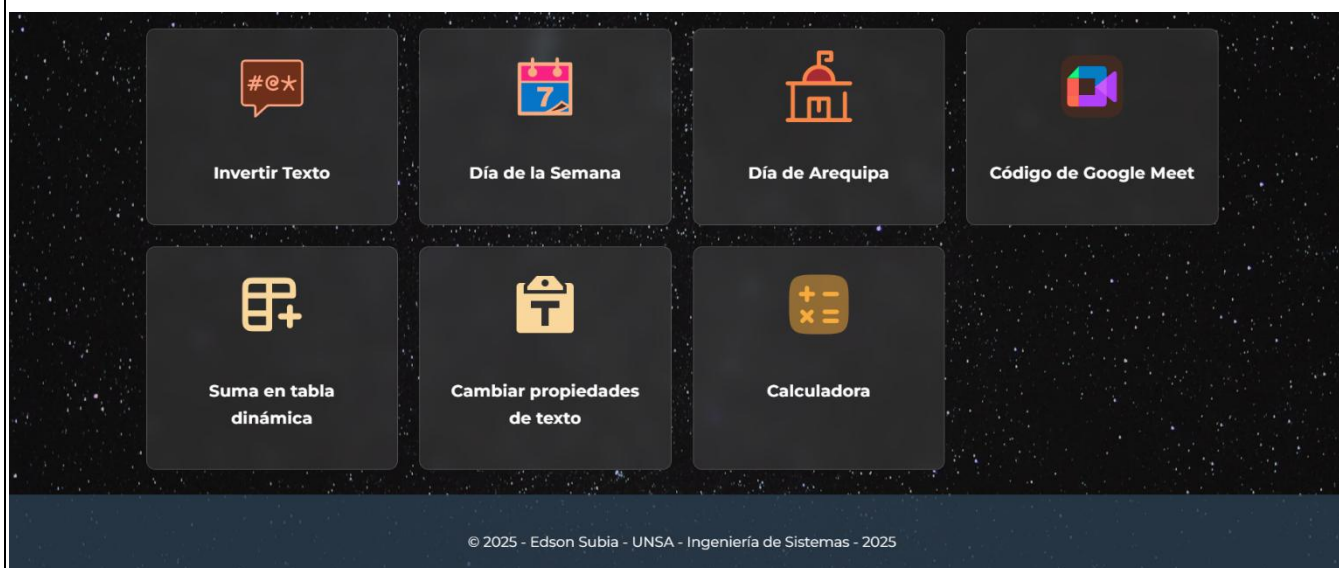 #@*
7
Invertir Texto
Día de la Semana
Día de Arequipa
Código de Google Meet
T
+ -
× =
Suma en tabla
dinámica
Cambiar propiedades
de texto
Calculadora
© 2025 - Edson Subia - UNSA - Ingeniería de Sistemas - 2025